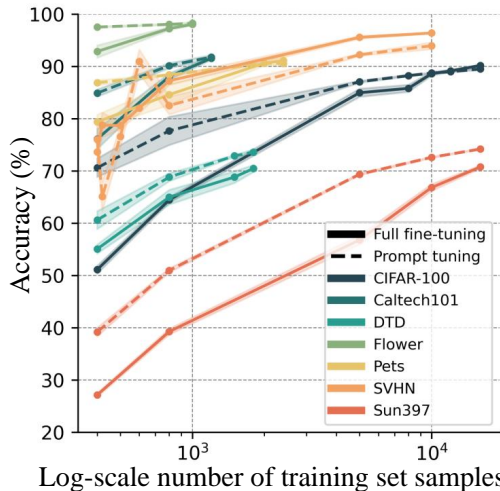 Accuracy (%)
100
90
80
70
60
50
40
30
20
Full fine-tuning
Prompt tuning
CIFAR-100
Caltech101
DTD
Flower
Pets
SVHN
Sun397
10³
10⁴
Log-scale number of training set samples